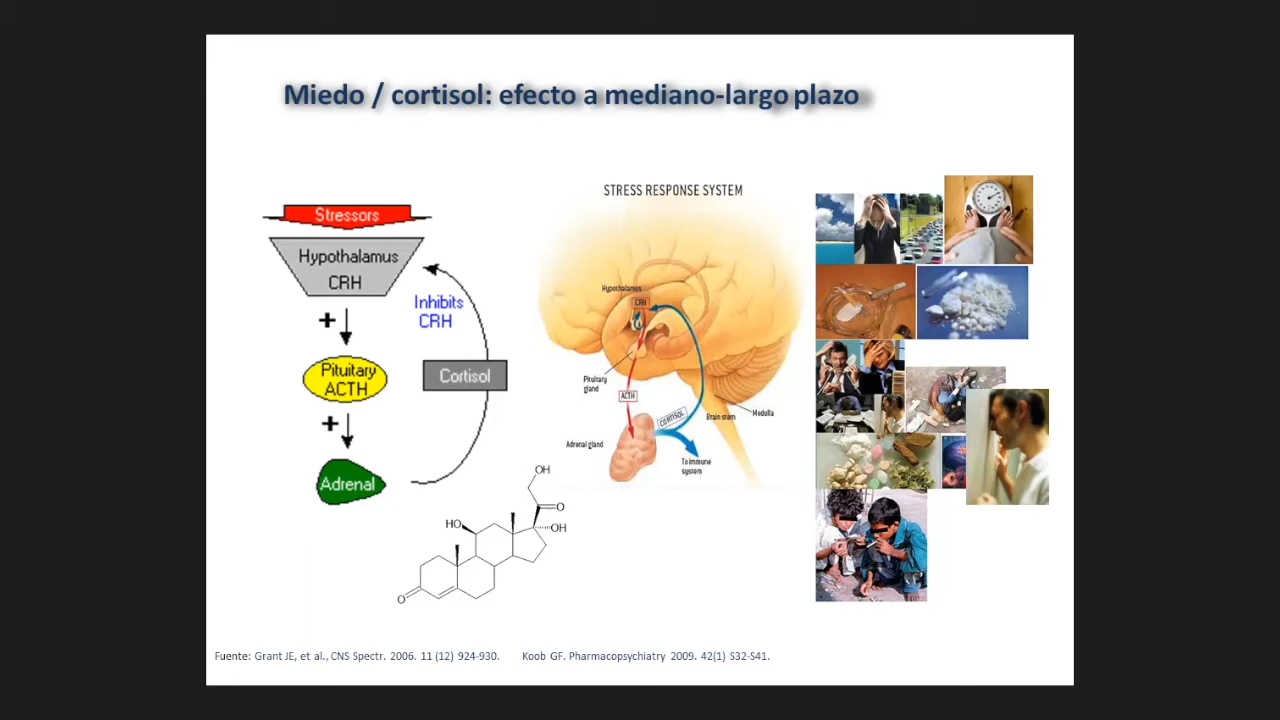 Miedo / cortisol: efecto a mediano-largo plazo
Stressors
Hypothalamus
CRH
+
Inhibits
CRH
Pituitary
ACTH
Cortisol
+
Adrenal
STRESS RESPONSE SYSTEM
Hypothalamus
CRH
Pituitary
gland
ACTH
CORTISOL
Brain stem
Medulla
Adrenal gland
To immune
system
OH
O
HO
OH
O
Fuente: Grant JE, et al., CNS Spectr. 2006. 11 (12) 924-930. Koob GF. Pharmacopsychiatry 2009. 42(1) S32-S41.